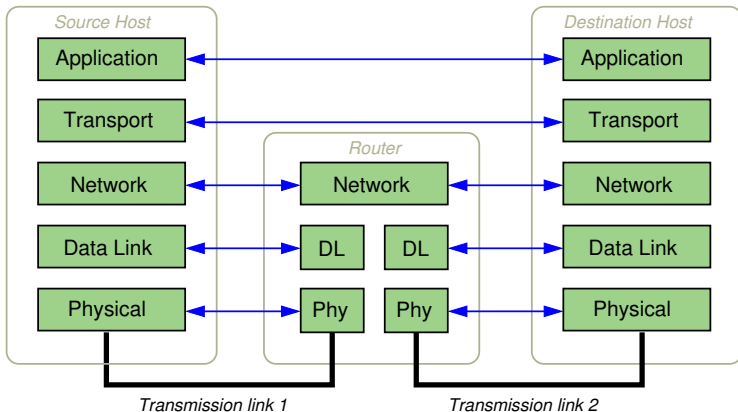 Source Host
Destination Host
Application
Application
Transport
Transport
Router
Network
Network
Network
Data Link
DL
DL
Data Link
Physical
Phy
Phy
Physical
Transmission link 1
Transmission link 2